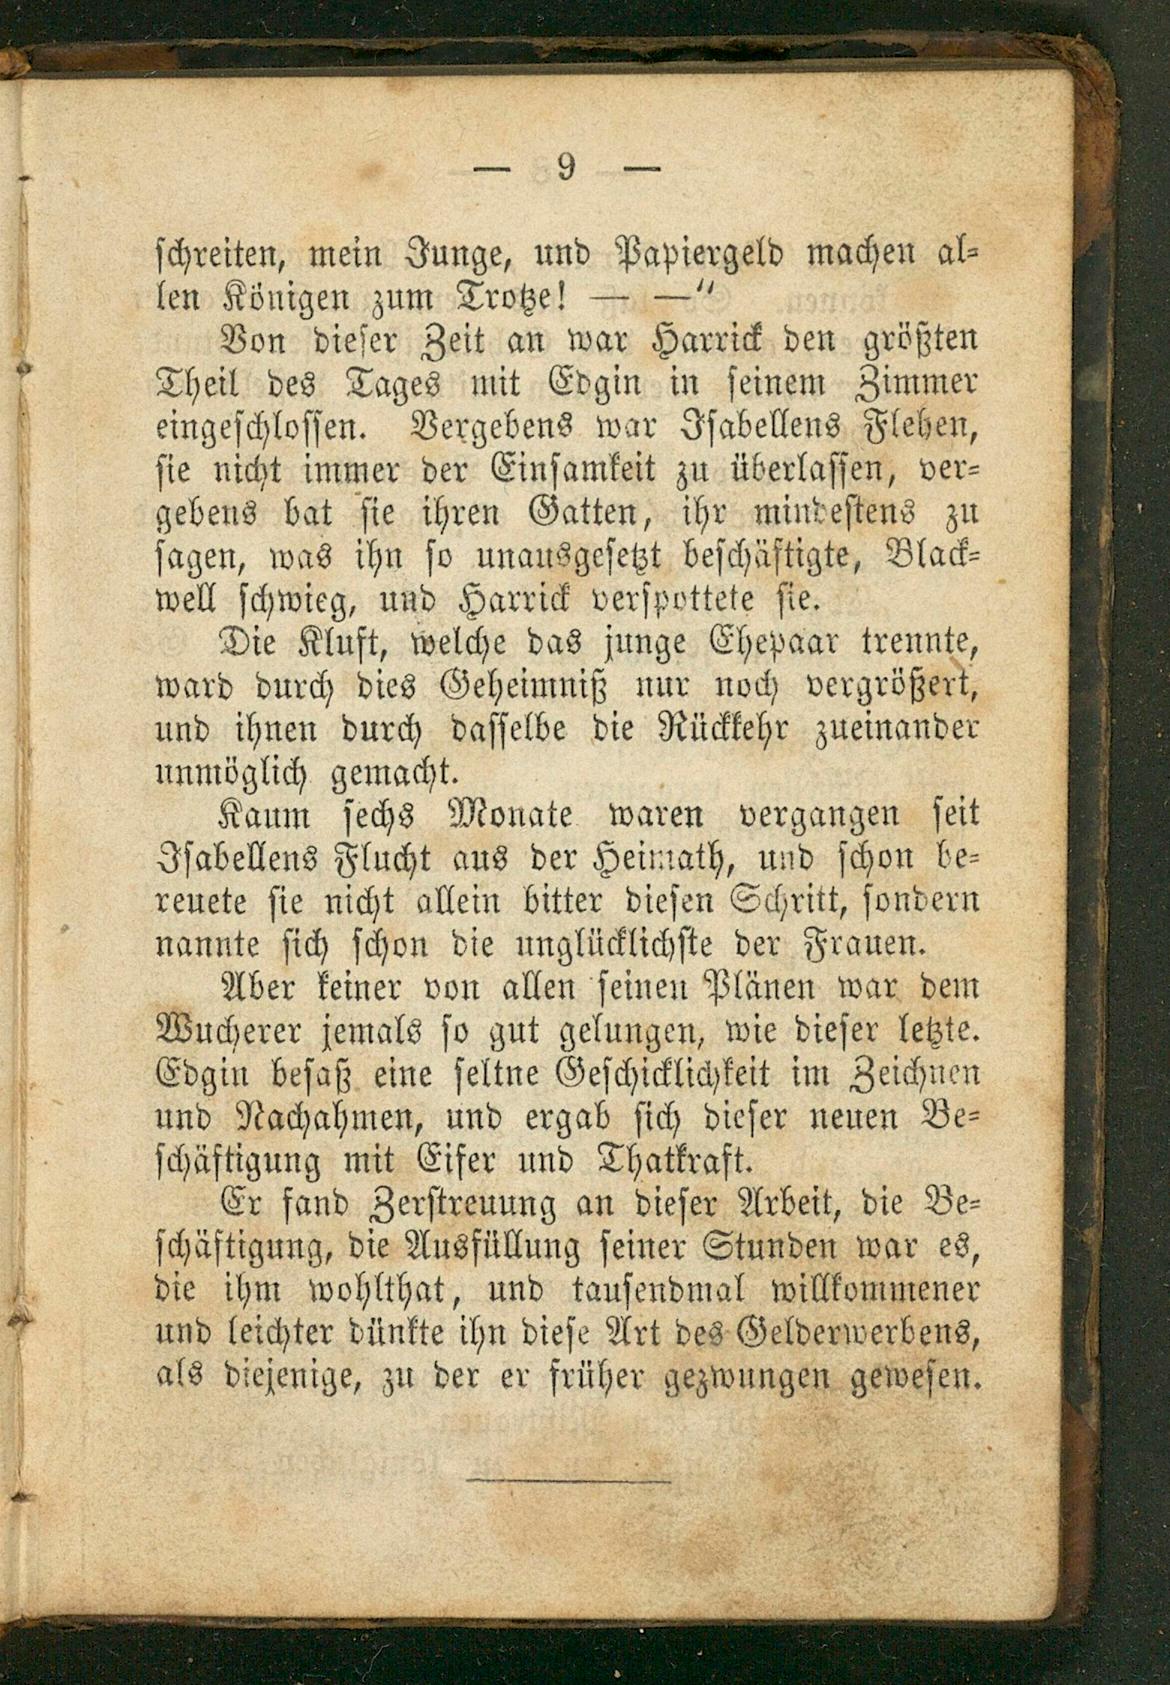 — 9 —
schreiten, mein Junge, und Papiergeld machen al-
len Königen zum Trotze! — —“
Von dieser Zeit an war Harrick den größten
Theil des Tages mit Edgin in seinem Zimmer
eingeschlossen. Vergebens war Isabellens Flehen,
sie nicht immer der Einsamkeit zu überlassen, ver-
gebens bat sie ihren Gatten, ihr mindestens zu
sagen, was ihn so unausgesetzt beschäftigte, Black-
well schwieg, und Harrick verspottete sie.
Die Kluft, welche das junge Ehepaar trennte,
ward durch dies Geheimniß nur noch vergrößert,
und ihnen durch dasselbe die Rückkehr zueinander
unmöglich gemacht.
Kaum sechs Monate waren vergangen seit
Isabellens Flucht aus der Heimath, und schon be-
reuete sie nicht allein bitter diesen Schritt, sondern
nannte sich schon die unglücklichste der Frauen.
Aber keiner von allen seinen Plänen war dem
Wucherer jemals so gut gelungen, wie dieser letzte.
Edgin besaß eine seltne Geschicklichkeit im Zeichnen
und Nachahmen, und ergab sich dieser neuen Be-
schäftigung mit Eifer und Thatkraft.
Er fand Zerstreuung an dieser Arbeit, die Be-
schäftigung, die Ausfüllung seiner Stunden war es,
die ihm wohlthat, und tausendmal willkommener
und leichter dünkte ihn diese Art des Gelderwerbens,
als diejenige, zu der er früher gezwungen gewesen.